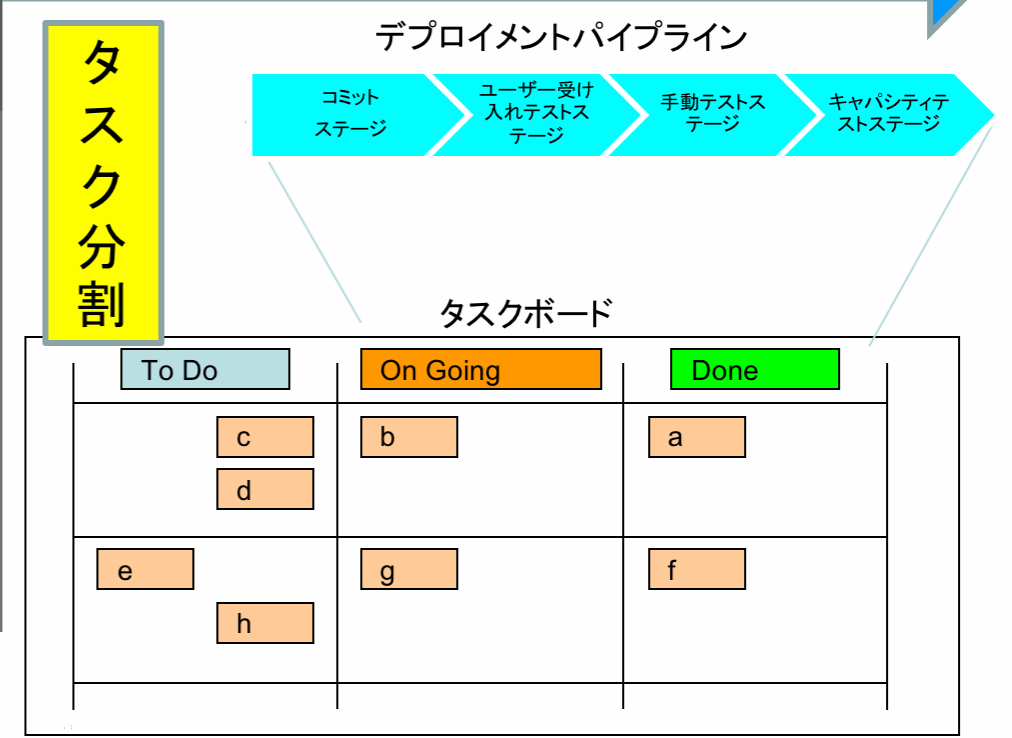 タスク分割
デプロイメントパイプライン
コミット
ステージ
ユーザー受け
入れテストス
テージ
手動テストス
テージ
キャパシティテ
ストステージ
タスクボード
To Do
On Going
Done
c
b
a
d
e
g
f
h